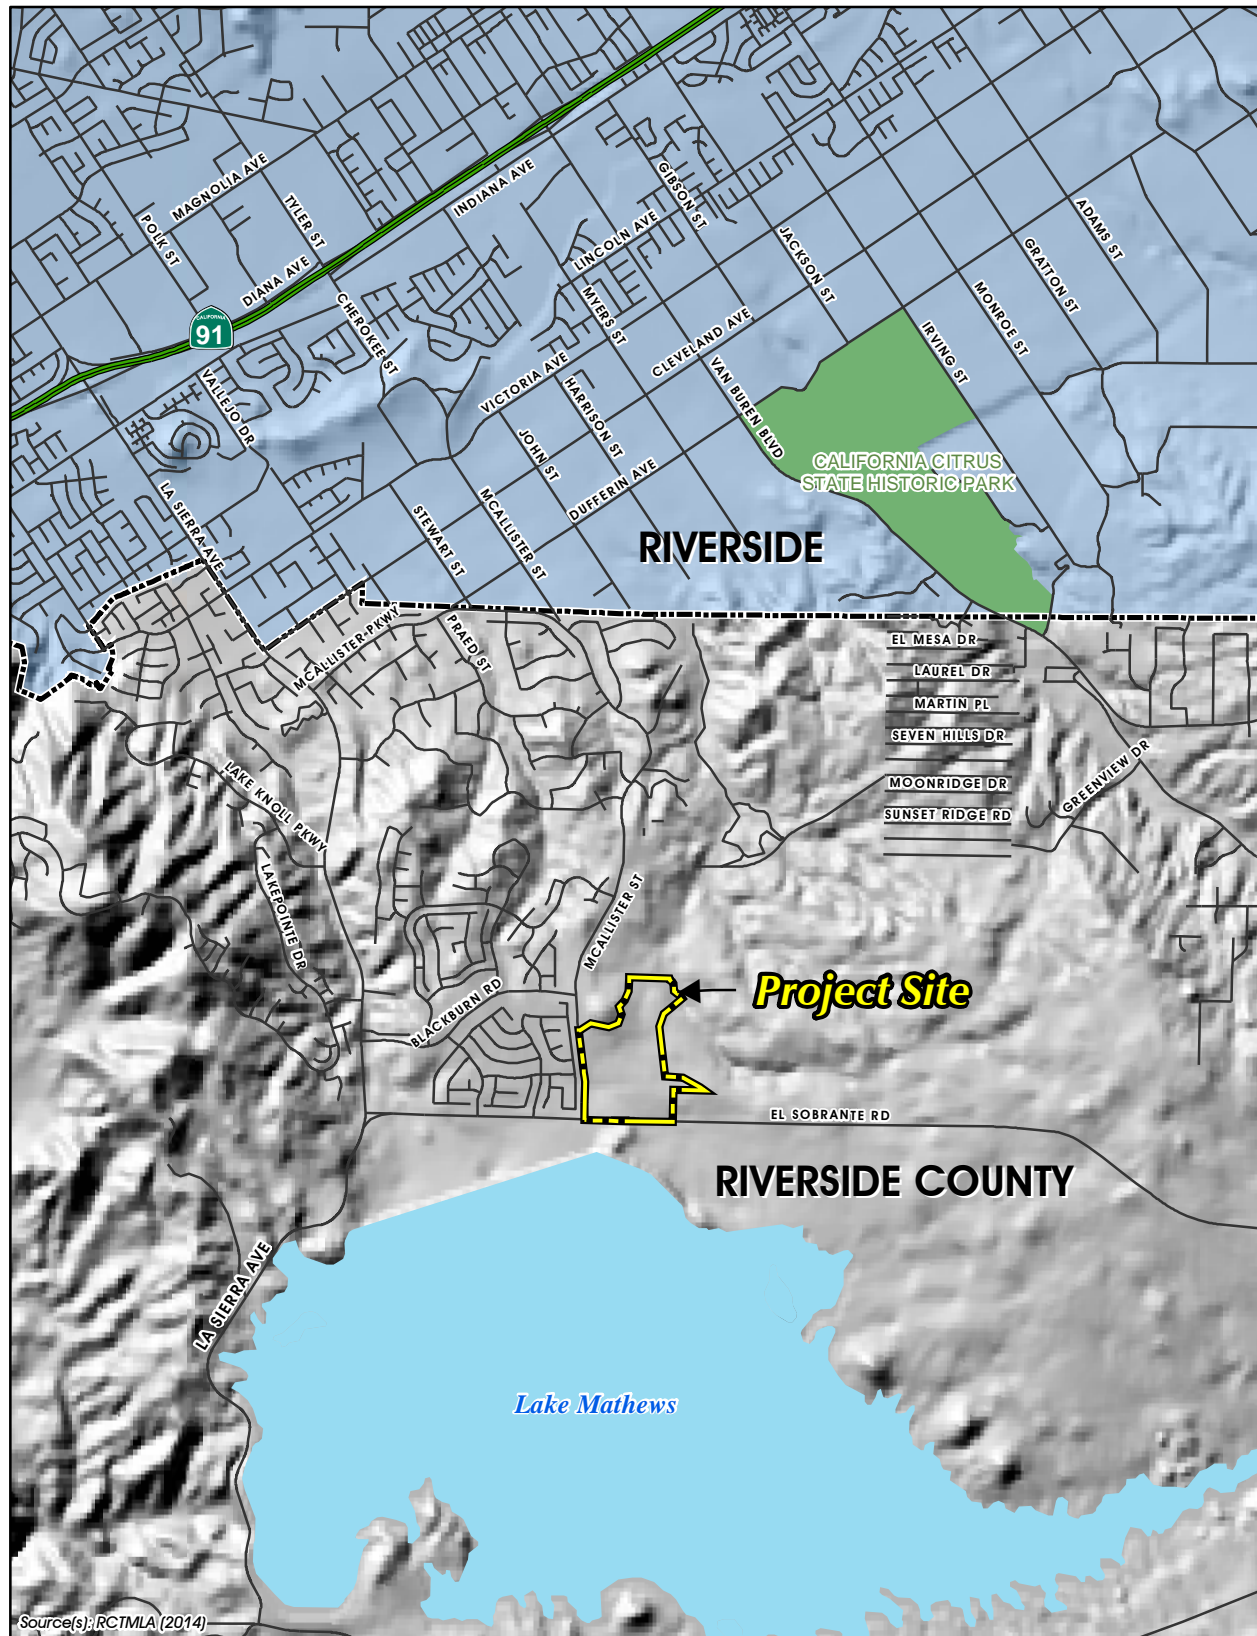 MAGNOLIA AVE
POLK ST
TYLER ST
DIANA AVE
INDIANA AVE
GIBSON ST
LINCOLN AVE
JACKSON ST
ADAMS ST
GRATTON ST
MONROE ST
IRVING ST
CALIFORNIA
91
CHEROKEE ST
MYERS ST
CLEVELAND AVE
VAN BUREN BLVD
VICTORIA AVE
HARRISON ST
VALLEJO DR
JOHN ST
DUFFERIN AVE
CALIFORNIA CITRUS
STATE HISTORIC PARK
LA SIERRA AVE
STEWART ST
MCALLISTER ST
RIVERSIDE
MCALLISTER PKWY
PRAED ST
EL MESA DR
LAUREL DR
MARTIN PL
SEVEN HILLS DR
MOONRIDGE DR
SUNSET RIDGE RD
GREENVIEW DR
LAKE KNOLL PKWY
LAKEPOINTE DR
MCALLISTER ST
BLACKBURN RD
Project Site
EL SOBRANTE RD
RIVERSIDE COUNTY
LA SIERRA AVE
Lake Mathews
Source(s): RCTMLA (2014)